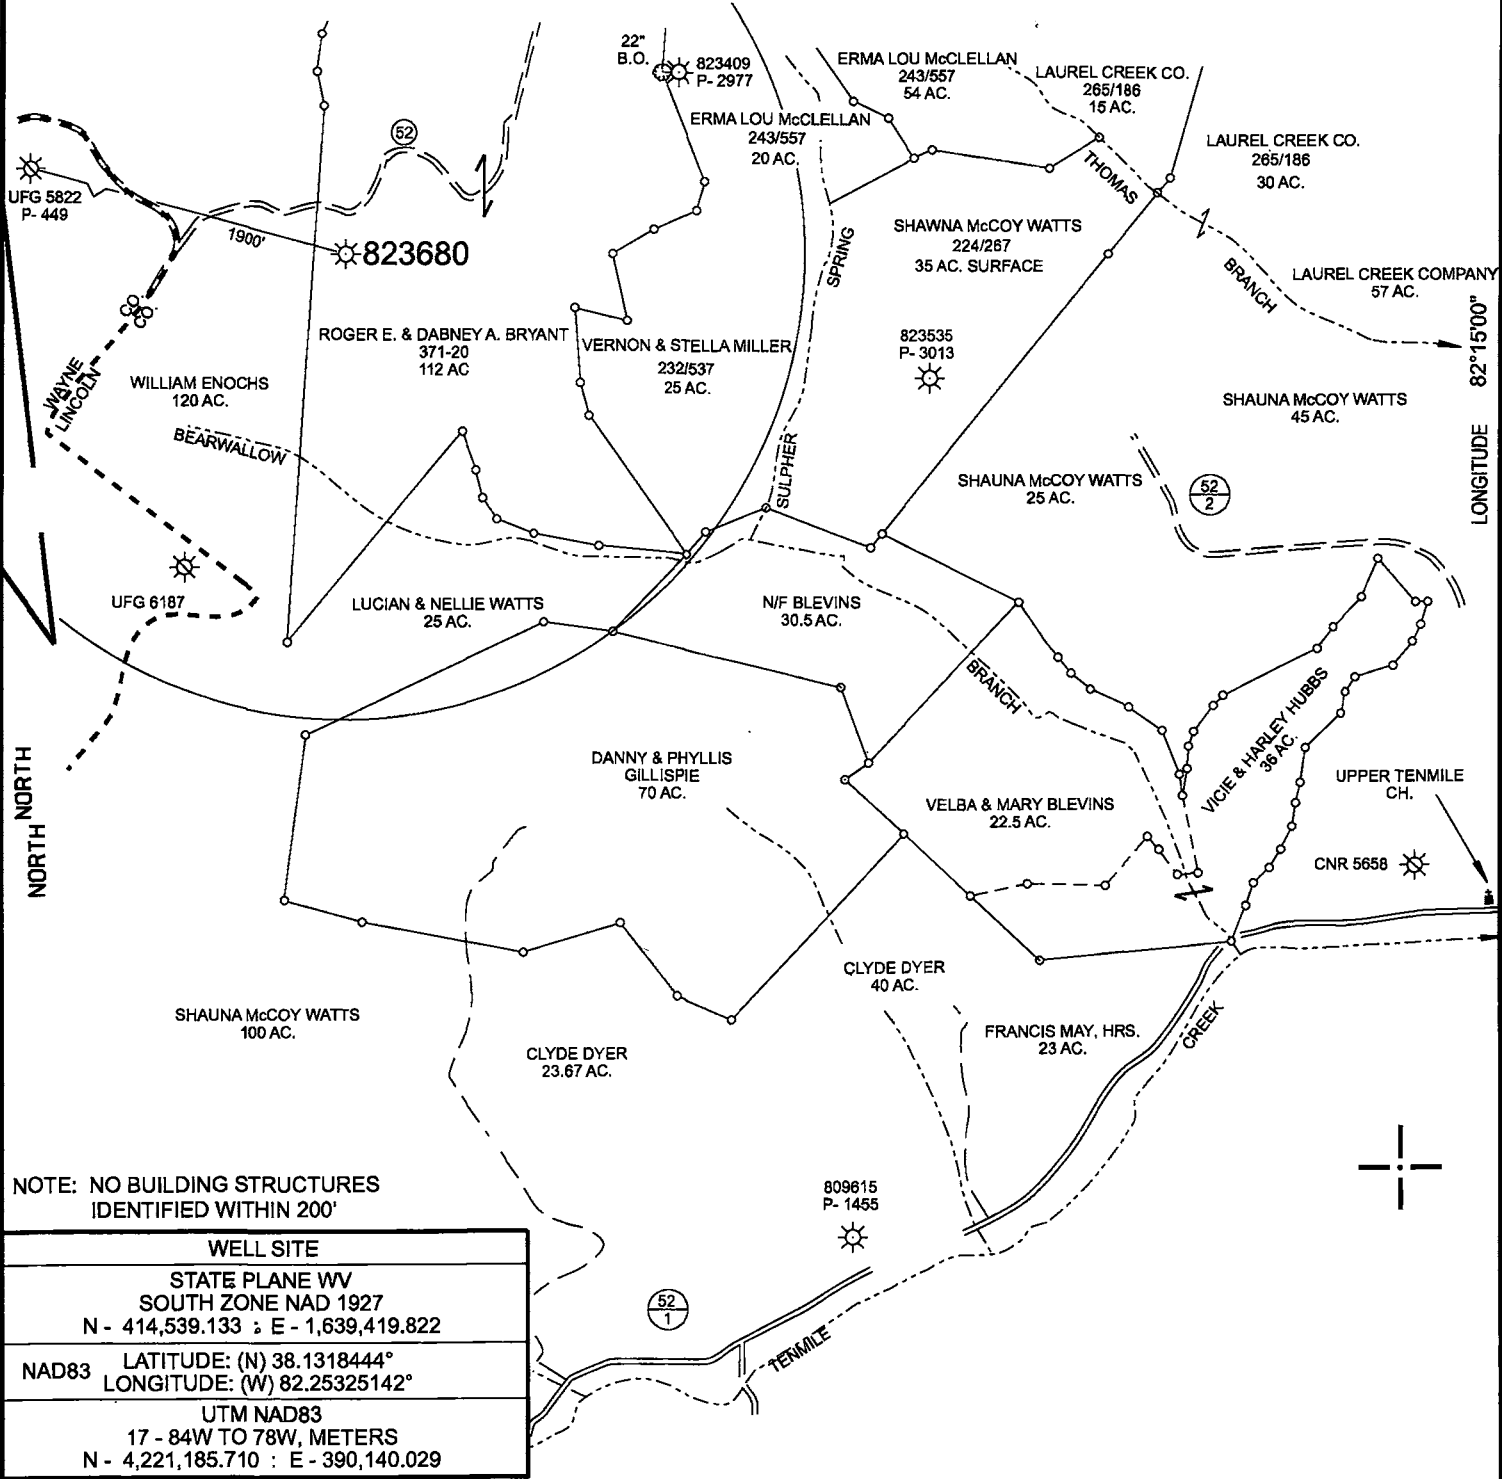 22"
B.O.
823409
P- 2977
ERMA LOU McCLELLAN
243/557
54 AC.
LAUREL CREEK CO.
265/186
15 AC.
ERMA LOU McCLELLAN
243/557
20 AC.
LAUREL CREEK CO.
265/186
30 AC.
52
THOMAS
BRANCH
UFG 5822
P- 449
1900'
823680
SHAWNA McCOY WATTS
224/267
35 AC. SURFACE
SPRING
SULPHER
LAUREL CREEK COMPANY
57 AC.
LONGITUDE 82°15'00"
CO.
CO.
WAYNE
LINCOLN
ROGER E. & DABNEY A. BRYANT
371-20
112 AC
VERNON & STELLA MILLER
232/537
25 AC.
823535
P- 3013
WILLIAM ENOCHS
120 AC.
SHAUNA McCOY WATTS
45 AC.
BEARWALLOW
SHAUNA McCOY WATTS
25 AC.
52
2
UFG 6187
LUCIAN & NELLIE WATTS
25 AC.
N/F BLEVINS
30.5 AC.
BRANCH
VICIE & HARLEY HUBBS
36 AC.
NORTH
NORTH
DANNY & PHYLLIS
GILLISPIE
70 AC.
VELBA & MARY BLEVINS
22.5 AC.
UPPER TENMILE
CH.
CNR 5658
SHAUNA McCOY WATTS
100 AC.
CLYDE DYER
40 AC.
CLYDE DYER
23.67 AC.
FRANCIS MAY, HRS.
23 AC.
CREEK
NOTE: NO BUILDING STRUCTURES
IDENTIFIED WITHIN 200'
809615
P- 1455
52
1
TENMILE
WELL SITE
STATE PLANE WV
SOUTH ZONE NAD 1927
N - 414,539.133 : E - 1,639,419.822
NAD83
LATITUDE: (N) 38.1318444°
LONGITUDE: (W) 82.25325142°
UTM NAD83
17 - 84W TO 78W, METERS
N - 4,221,185.710 : E - 390,140.029